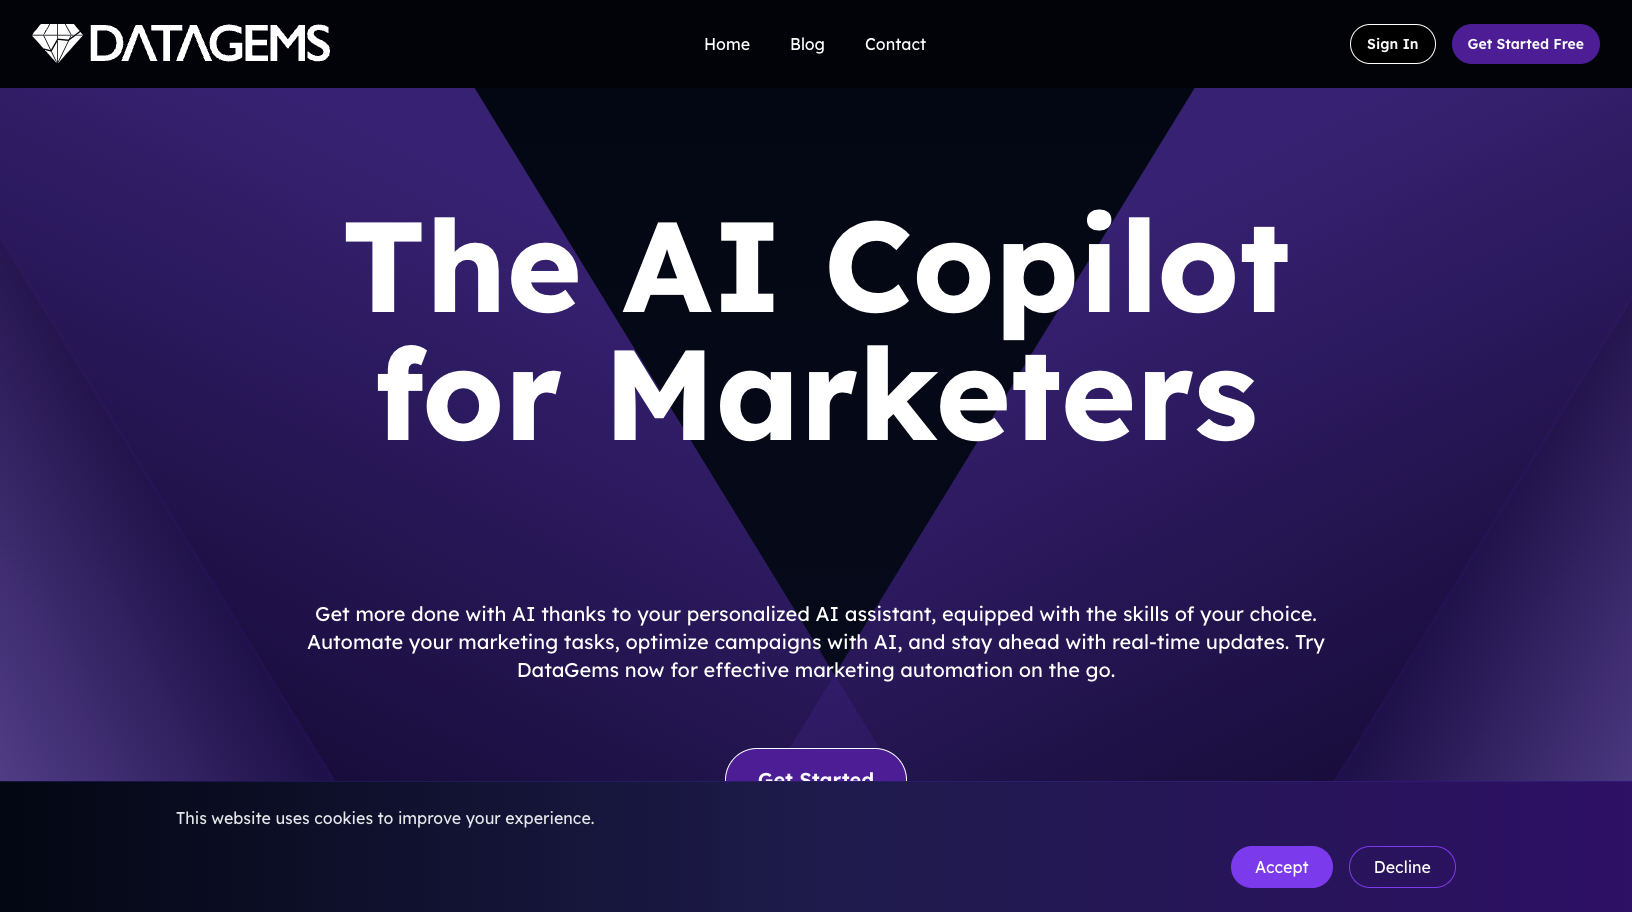 DATAGEMS
Home
Blog
Contact
Sign In
Get Started Free
The AI Copilot
for Marketers
Get more done with AI thanks to your personalized AI assistant, equipped with the skills of your choice.
Automate your marketing tasks, optimize campaigns with AI, and stay ahead with real-time updates. Try
DataGems now for effective marketing automation on the go.
Get Started
This website uses cookies to improve your experience.
Accept
Decline